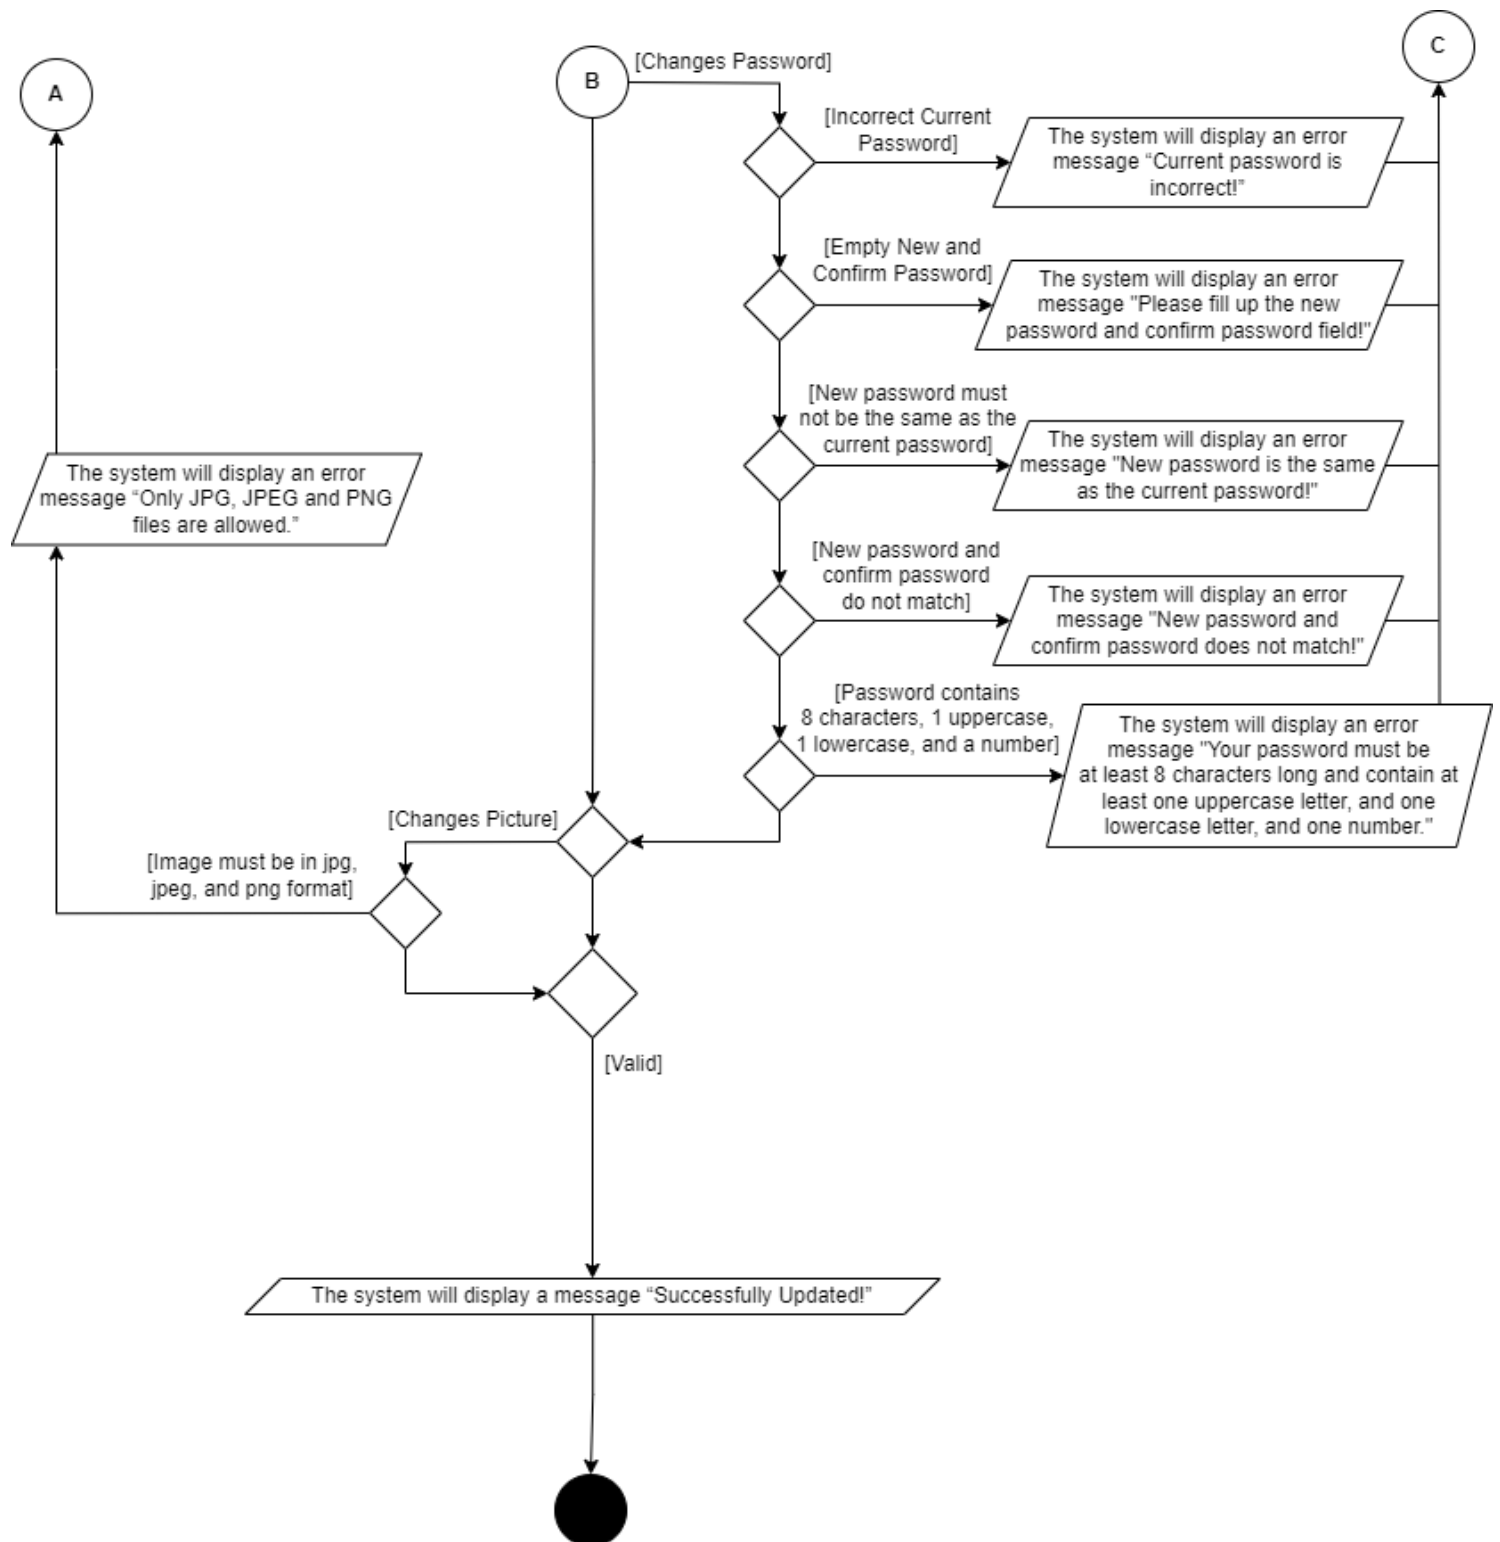 C
B
[Changes Password]
A
[Incorrect Current
Password]
The system will display an error
message “Current password is
incorrect!”
[Empty New and
Confirm Password]
The system will display an error
message "Please fill up the new
password and confirm password field!"
[New password must
not be the same as the
current password]
The system will display an error
message "New password is the same
as the current password!"
The system will display an error
message “Only JPG, JPEG and PNG
files are allowed.”
[New password and
confirm password
do not match]
The system will display an error
message "New password and
confirm password does not match!"
[Password contains
8 characters, 1 uppercase,
1 lowercase, and a number]
The system will display an error
message "Your password must be
at least 8 characters long and contain at
least one uppercase letter, and one
lowercase letter, and one number."
[Changes Picture]
[Image must be in jpg,
jpeg, and png format]
[Valid]
The system will display a message “Successfully Updated!”